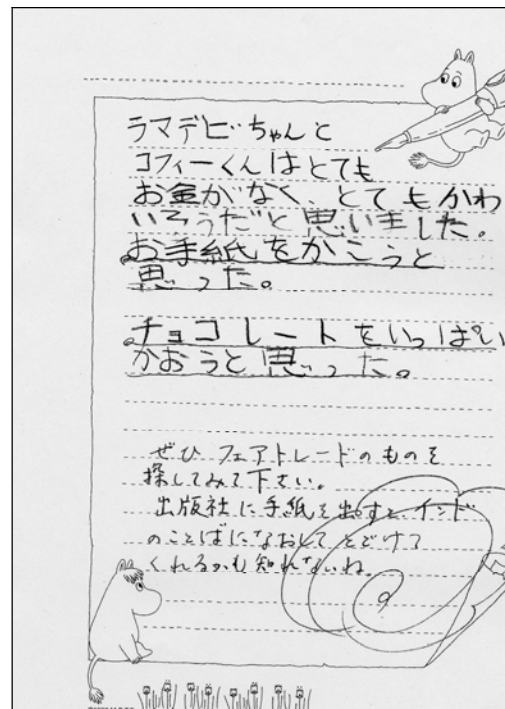 ラマデビちゃんと
コフィーくんはとても
お金がなく、とてもかわ
いそうだと思いました。
お手紙をかこうと
思った。
チョコレートをいっぱい
かおうと思った。
ぜひ フェアトレードのものを
探してみて下さい。
出版社に手紙を出すと、インド
のことばになおして とどけて
くれるかも知れないね。